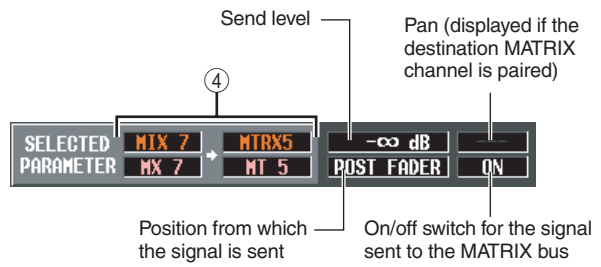 Send level
Pan (displayed if the
destination MATRIX
channel is paired)
④
SELECTED
PARAMETER
MIX 7
MX 7
MTRX5
MT 5
-∞ dB
POST FADER
---
ON
Position from which
the signal is sent
On/off switch for the signal
sent to the MATRIX bus